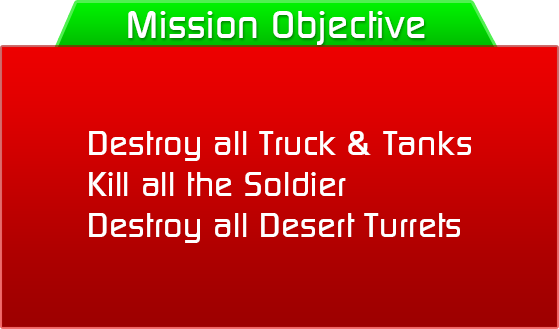 Mission Objective
Destroy all Truck & Tanks
Kill all the Soldier
Destroy all Desert Turrets